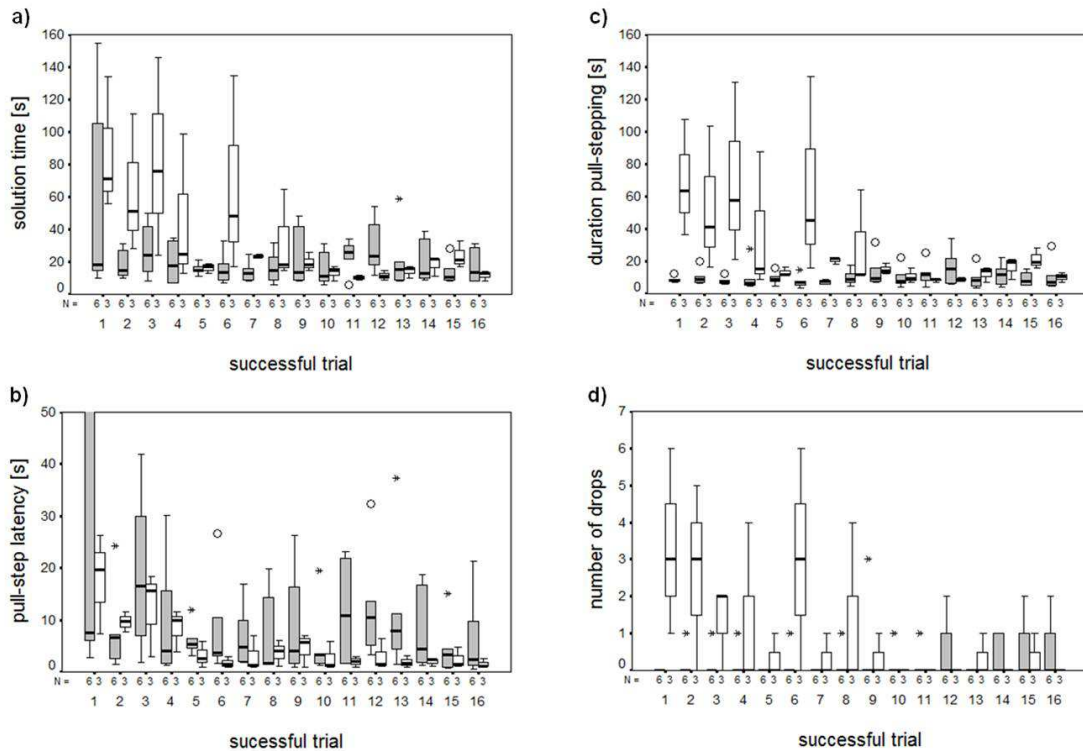 a)
solution time [s]
160
140
120
100
80
60
40
20
0
N = 6 3 6 3 6 3 6 3 6 3 6 3 6 3 6 3 6 3 6 3 6 3 6 3 6 3 6 3 6 3 6 3
1 2 3 4 5 6 7 8 9 10 11 12 13 14 15 16
successful trial
c)
duration pull-stepping [s]
160
140
120
100
80
60
40
20
0
N = 6 3 6 3 6 3 6 3 6 3 6 3 6 3 6 3 6 3 6 3 6 3 6 3 6 3 6 3 6 3 6 3
1 2 3 4 5 6 7 8 9 10 11 12 13 14 15 16
successful trial
b)
pull-step latency [s]
50
40
30
20
10
0
N = 6 3 6 3 6 3 6 3 6 3 6 3 6 3 6 3 6 3 6 3 6 3 6 3 6 3 6 3 6 3 6 3
1 2 3 4 5 6 7 8 9 10 11 12 13 14 15 16
sucessful trial
d)
number of drops
7
6
5
4
3
2
1
0
N = 6 3 6 3 6 3 6 3 6 3 6 3 6 3 6 3 6 3 6 3 6 3 6 3 6 3 6 3 6 3 6 3
1 2 3 4 5 6 7 8 9 10 11 12 13 14 15 16
successful trial